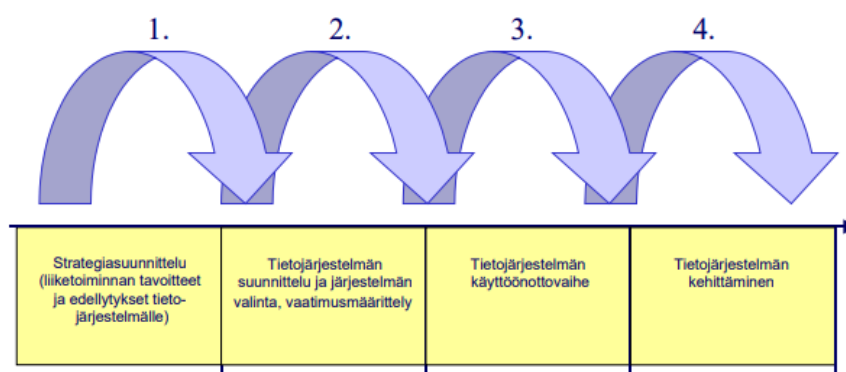 1.
2.
3.
4.
Strategiasuunnittelu
(liiketoiminnan tavoitteet
ja edellytykset tieto-
järjestelmälle)
Tietojärjestelmän
suunnittelu ja järjestelmän
valinta, vaatimusmäärittely
Tietojärjestelmän
käyttöönottovaihe
Tietojärjestelmän
kehittäminen